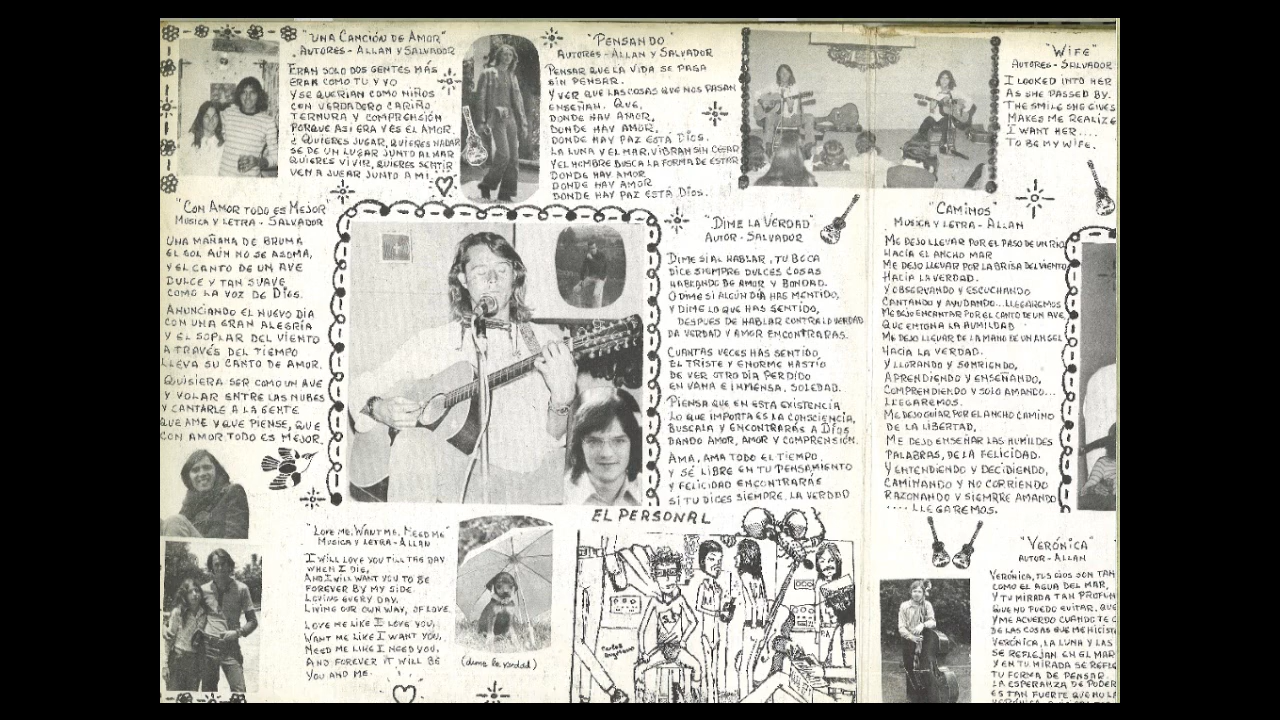 "UNA CANCIÓN DE AMOR"
AUTORES - ALLAN Y SALVADOR
ERAN SOLO DOS GENTES MÁS
ERAN COMO TU Y YO
Y SE QUERIAN COMO NIÑOS
CON VERDADERO CARIÑO
TERNURA Y COMPRENSIÓN
PORQUE ASI ERA Y ES EL AMOR.
¿ QUIERES JUGAR, QUIERES NADAR
SE DE UN LUGAR JUNTO AL MAR
QUIERES VIVIR, QUIERES SENTIR
VEN A JUGAR JUNTO A MI.
"PENSANDO"
AUTORES - ALLAN Y SALVADOR
PENSAR QUE LA VIDA SE PAGA
SIN PENSAR.
Y VER QUE LAS COSAS QUE NOS PASAN
ENSEÑAN. QUE,
DONDE HAY AMOR,
DONDE HAY AMOR,
DONDE HAY PAZ ESTÁ DIOS.
LA LUNA Y EL MAR, VIBRAN SIN CESAR
Y EL HOMBRE BUSCA LA FORMA DE ESTAR
DONDE HAY AMOR
DONDE HAY AMOR
DONDE HAY PAZ ESTÁ DIOS.
"WIFE"
AUTORES - SALVADOR
I LOOKED INTO HER
AS SHE PASSED BY.
THE SMILE SHE GIVES
MAKES ME REALIZE
I WANT HER....
TO BE MY WIFE.
"CON AMOR TODO ES MEJOR"
MUSICA Y LETRA - SALVADOR
UNA MAÑANA DE BRUMA
EL SOL AÚN NO SE ASOMA,
Y EL CANTO DE UN AVE
DULCE Y TAN SUAVE
COMO LA VOZ DE DIOS.
ANUNCIANDO EL NUEVO DÍA
CON UNA GRAN ALEGRÍA
Y EL SOPLAR DEL VIENTO
A TRAVÉS DEL TIEMPO
LLEVA SU CANTO DE AMOR.
QUISIERA SER COMO UN AVE
Y VOLAR ENTRE LAS NUBES
Y CANTARLE A LA GENTE
QUE AME Y QUE PIENSE, QUE
CON AMOR TODO ES MEJOR.
"DIME LA VERDAD"
AUTOR - SALVADOR
DIME SI AL HABLAR, TU BOCA
DICE SIEMPRE DULCES COSAS
HABLANDO DE AMOR Y BONDAD.
O DIME SI ALGÚN DÍA HAS MENTIDO,
Y DIME LO QUE HAS SENTIDO,
DESPUES DE HABLAR CONTRA LA VERDAD
DA VERDAD Y AMOR ENCONTRARAS.
CUANTAS VECES HAS SENTIDO
EL TRISTE Y ENORME HASTÍO
DE VER OTRO DÍA PERDIDO
EN VANA E INMENSA, SOLEDAD.
PIENSA QUE EN ESTA EXISTENCIA
LO QUE IMPORTA ES LA CONSCIENCIA,
BUSCALA Y ENCONTRARÁS A DIOS
DANDO AMOR, AMOR Y COMPRENSIÓN.
AMA, AMA TODO EL TIEMPO
Y SÉ LIBRE EN TU PENSAMIENTO
Y FELICIDAD ENCONTRARÁS
SI TU DICES SIEMPRE, LA VERDAD
"CAMINOS"
MUSICA Y LETRA - ALLAN
ME DEJO LLEVAR POR EL PASO DE UN RIO
HACIA EL ANCHO MAR
ME DEJO LLEVAR POR LA BRISA DEL VIENTO
HACIA LA VERDAD.
Y OBSERVANDO Y ESCUCHANDO
CANTANDO Y AYUDANDO...LLEGAREMOS
ME DEJO ENCANTAR POR EL CANTO DE UN AVE,
QUE ENTONA LA HUMILDAD
ME DEJO LLEVAR DE LA MANO DE UN ANGEL
HACIA LA VERDAD.
Y LLORANDO Y SONRIENDO,
APRENDIENDO Y ENSEÑANDO,
COMPRENDIENDO Y SOLO AMANDO...
LLEGAREMOS.
ME DEJO GUIAR POR EL ANCHO CAMINO
DE LA LIBERTAD,
ME DEJO ENSEÑAR LAS HUMILDES
PALABRAS, DE LA FELICIDAD.
Y ENTENDIENDO Y DECIDIENDO,
CAMINANDO Y NO CORRIENDO
RAZONANDO Y SIEMPRE AMANDO
.... LLEGAREMOS.
"LOVE ME, WANT ME, NEED ME"
MUSICA Y LETRA - ALLAN
I WILL LOVE YOU TILL THE DAY
WHEN I DIE,
AND I WILL WANT YOU TO BE
FOREVER BY MY SIDE
LOVING EVERY DAY.
LIVING OUR OWN WAY, OF LOVE.
LOVE ME LIKE I LOVE YOU,
WANT ME LIKE I WANT YOU,
NEED ME LIKE I NEED YOU,
AND FOREVER IT WILL BE
YOU AND ME.
(dime la verdad)
EL PERSONAL
"VERÓNICA"
AUTOR - ALLAN
VERÓNICA, TUS OJOS SON TAN
COMO EL AGUA DEL MAR,
Y TU MIRADA TAN PROFUN
QUE NO PUEDO EVITAR, QUE
Y ME ACUERDO CUANDO TE C
DE LAS COSAS QUE ME HICIST
VERÓNICA, LA LUNA Y LAS
SE REFLEJAN EN EL MAR
Y EN TU MIRADA SE REFLE
TU FORMA DE PENSAR.
LA ESPERANZA DE PODER
ES TAN FUERTE QUE NO LA